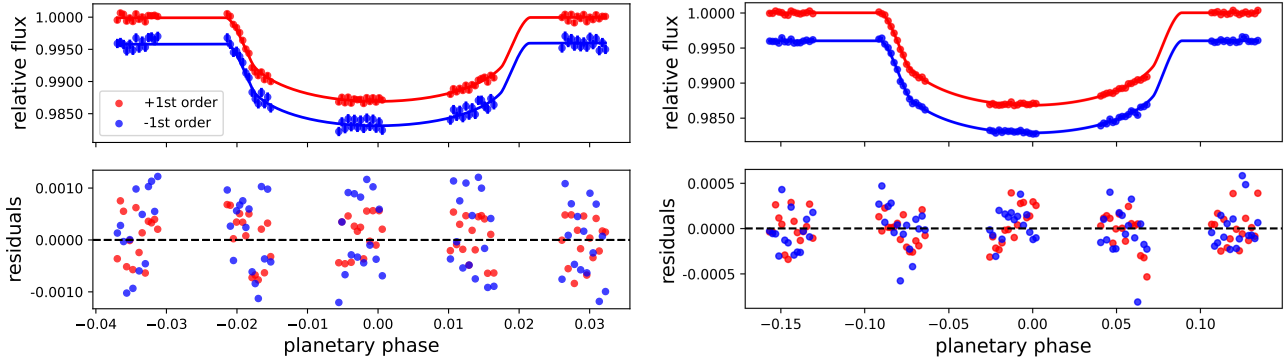 relative flux
1.0000
0.9950
0.9900
0.9850
+1st order
-1st order
residuals
0.0010
0.0000
-0.0010
−0.04 −0.03 −0.02 −0.01 0.00 0.01 0.02 0.03
planetary phase
relative flux
1.0000
0.9950
0.9900
0.9850
residuals
0.0005
0.0000
-0.0005
−0.15 −0.10 −0.05 0.00 0.05 0.10
planetary phase